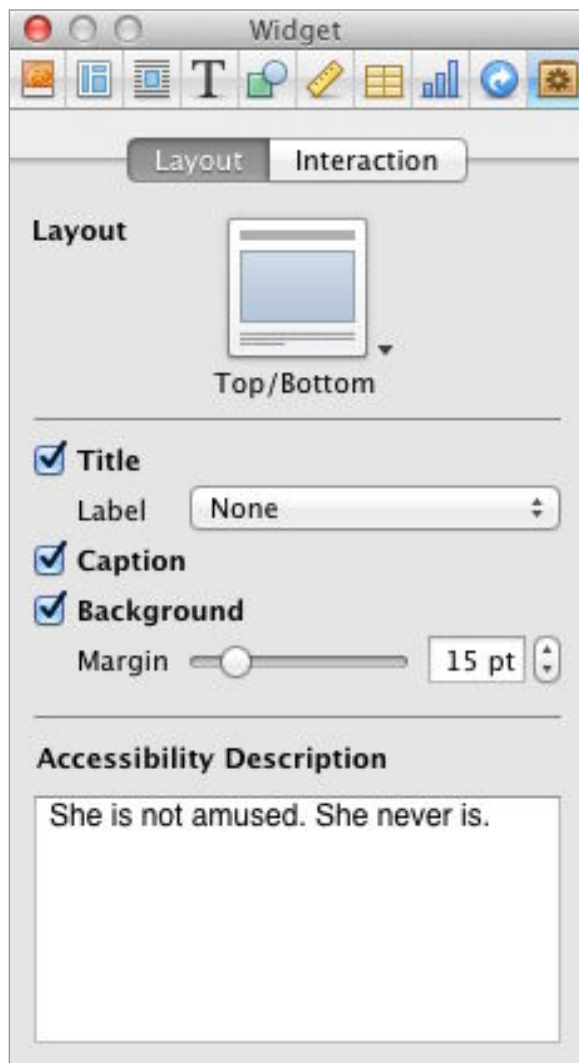 Widget
T
Layout Interaction
Layout
Top/Bottom
Title
Label None
Caption
Background
Margin 15 pt
Accessibility Description
She is not amused. She never is.